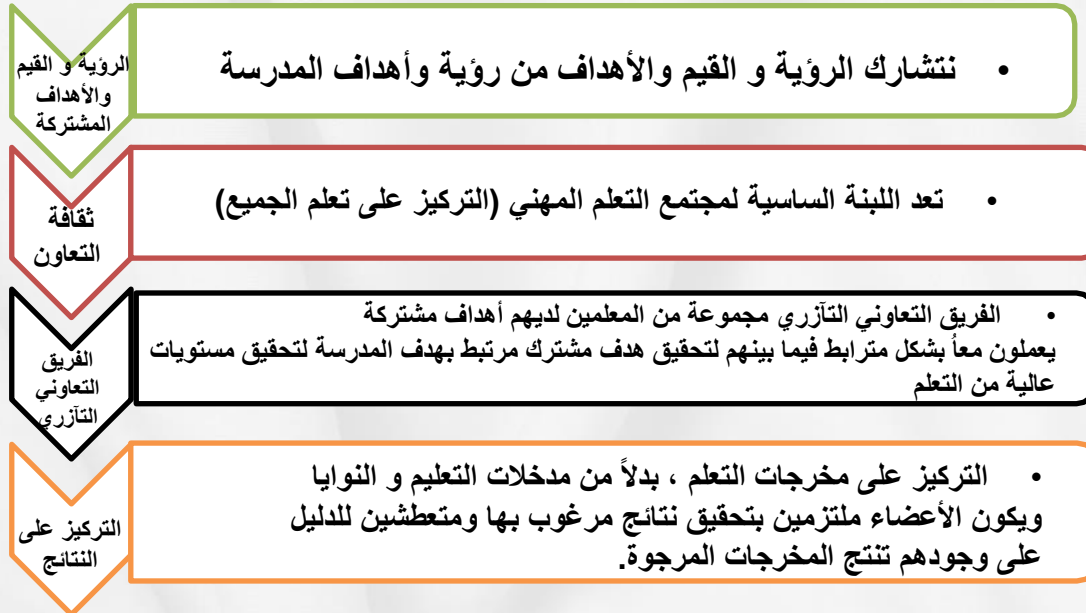 الرؤية و القيم
والأهداف
المشتركة
• نتشارك الرؤية و القيم والأهداف من رؤية وأهداف المدرسة
ثقافة
التعاون
• تعد اللبنة الساسية لمجتمع التعلم المهني (التركيز على تعلم الجميع)
الفريق
التعاوني
التآزري
• الفريق التعاوني التآزري مجموعة من المعلمين لديهم أهداف مشتركة
يعملون معاً بشكل مترابط فيما بينهم لتحقيق هدف مشترك مرتبط بهدف المدرسة لتحقيق مستويات
عالية من التعلم
التركيز على
النتائج
• التركيز على مخرجات التعلم ، بدلاً من مدخلات التعليم و النوايا
ويكون الأعضاء ملتزمين بتحقيق نتائج مرغوب بها ومتعطشين للدليل
على وجودهم تنتج المخرجات المرجوة.